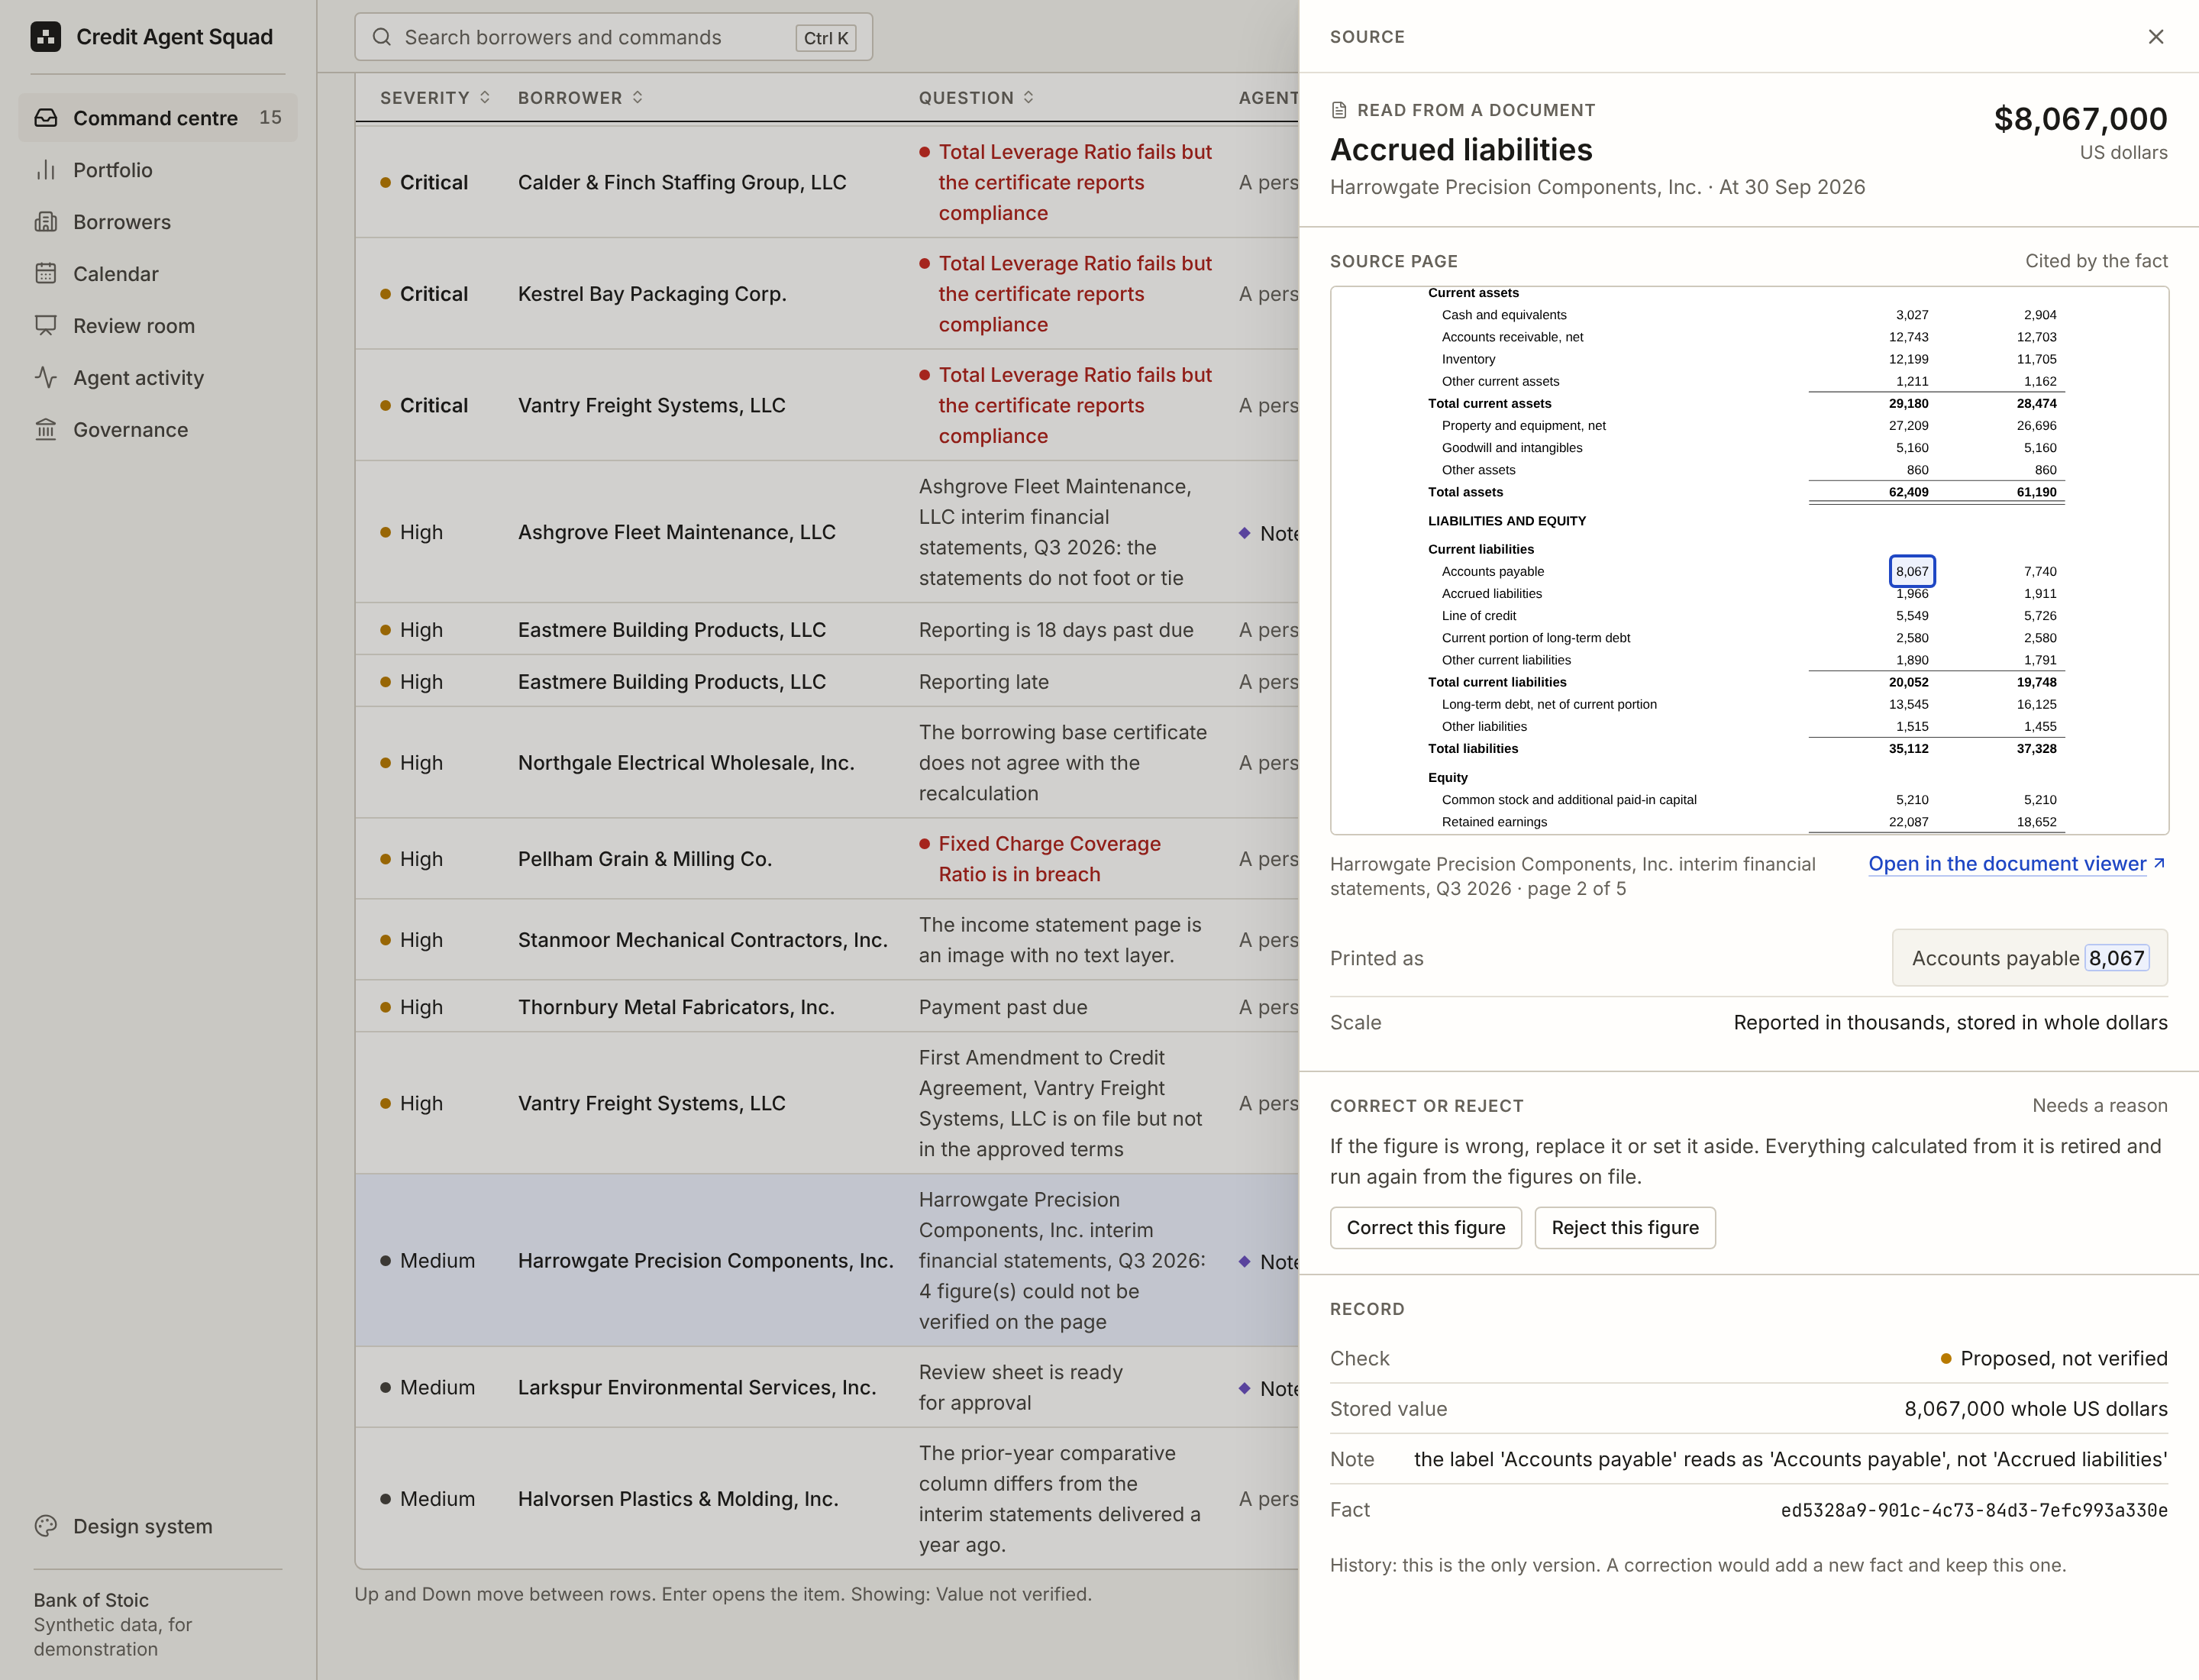 Credit Agent Squad
Command centre 15
Portfolio
Borrowers
Calendar
Review room
Agent activity
Governance
Design system
Bank of Stoic
Synthetic data, for
demonstration
Search borrowers and commands Ctrl K
SEVERITY BORROWER QUESTION AGENT
Critical Calder & Finch Staffing Group, LLC
Total Leverage Ratio fails but
the certificate reports
compliance
A pers
Critical Kestrel Bay Packaging Corp.
Total Leverage Ratio fails but
the certificate reports
compliance
A pers
Critical Vantry Freight Systems, LLC
Total Leverage Ratio fails but
the certificate reports
compliance
A pers
High Ashgrove Fleet Maintenance, LLC
Ashgrove Fleet Maintenance,
LLC interim financial
statements, Q3 2026: the
statements do not foot or tie
Note
High Eastmere Building Products, LLC Reporting is 18 days past due A pers
High Eastmere Building Products, LLC Reporting late A pers
High Northgale Electrical Wholesale, Inc.
The borrowing base certificate
does not agree with the
recalculation
A pers
High Pellham Grain & Milling Co.
Fixed Charge Coverage
Ratio is in breach
A pers
High Stanmoor Mechanical Contractors, Inc.
The income statement page is
an image with no text layer.
A pers
High Thornbury Metal Fabricators, Inc. Payment past due A pers
High Vantry Freight Systems, LLC
First Amendment to Credit
Agreement, Vantry Freight
Systems, LLC is on file but not
in the approved terms
A pers
Medium Harrowgate Precision Components, Inc.
Harrowgate Precision
Components, Inc. interim
financial statements, Q3 2026:
4 figure(s) could not be
verified on the page
Note
Medium Larkspur Environmental Services, Inc.
Review sheet is ready
for approval
Note
Medium Halvorsen Plastics & Molding, Inc.
The prior-year comparative
column differs from the
interim statements delivered a
year ago.
A pers
Up and Down move between rows. Enter opens the item. Showing: Value not verified.
SOURCE
READ FROM A DOCUMENT
Accrued liabilities
$8,067,000
US dollars
Harrowgate Precision Components, Inc. · At 30 Sep 2026
SOURCE PAGE Cited by the fact
Current assets
Cash and equivalents 3,027 2,904
Accounts receivable, net 12,743 12,703
Inventory 12,199 11,705
Other current assets 1,211 1,162
Total current assets 29,180 28,474
Property and equipment, net 27,209 26,696
Goodwill and intangibles 5,160 5,160
Other assets 860 860
Total assets 62,409 61,190
LIABILITIES AND EQUITY
Current liabilities
Accounts payable 8,067 7,740
Accrued liabilities 1,966 1,911
Line of credit 5,549 5,726
Current portion of long-term debt 2,580 2,580
Other current liabilities 1,890 1,791
Total current liabilities 20,052 19,748
Long-term debt, net of current portion 13,545 16,125
Other liabilities 1,515 1,455
Total liabilities 35,112 37,328
Equity
Common stock and additional paid-in capital 5,210 5,210
Retained earnings 22,087 18,652
Harrowgate Precision Components, Inc. interim financial
statements, Q3 2026 · page 2 of 5
Open in the document viewer
Printed as Accounts payable 8,067
Scale Reported in thousands, stored in whole dollars
CORRECT OR REJECT Needs a reason
If the figure is wrong, replace it or set it aside. Everything calculated from it is retired and
run again from the figures on file.
Correct this figure Reject this figure
RECORD
Check Proposed, not verified
Stored value 8,067,000 whole US dollars
Note the label 'Accounts payable' reads as 'Accounts payable', not 'Accrued liabilities'
Fact ed5328a9-901c-4c73-84d3-7efc993a330e
History: this is the only version. A correction would add a new fact and keep this one.